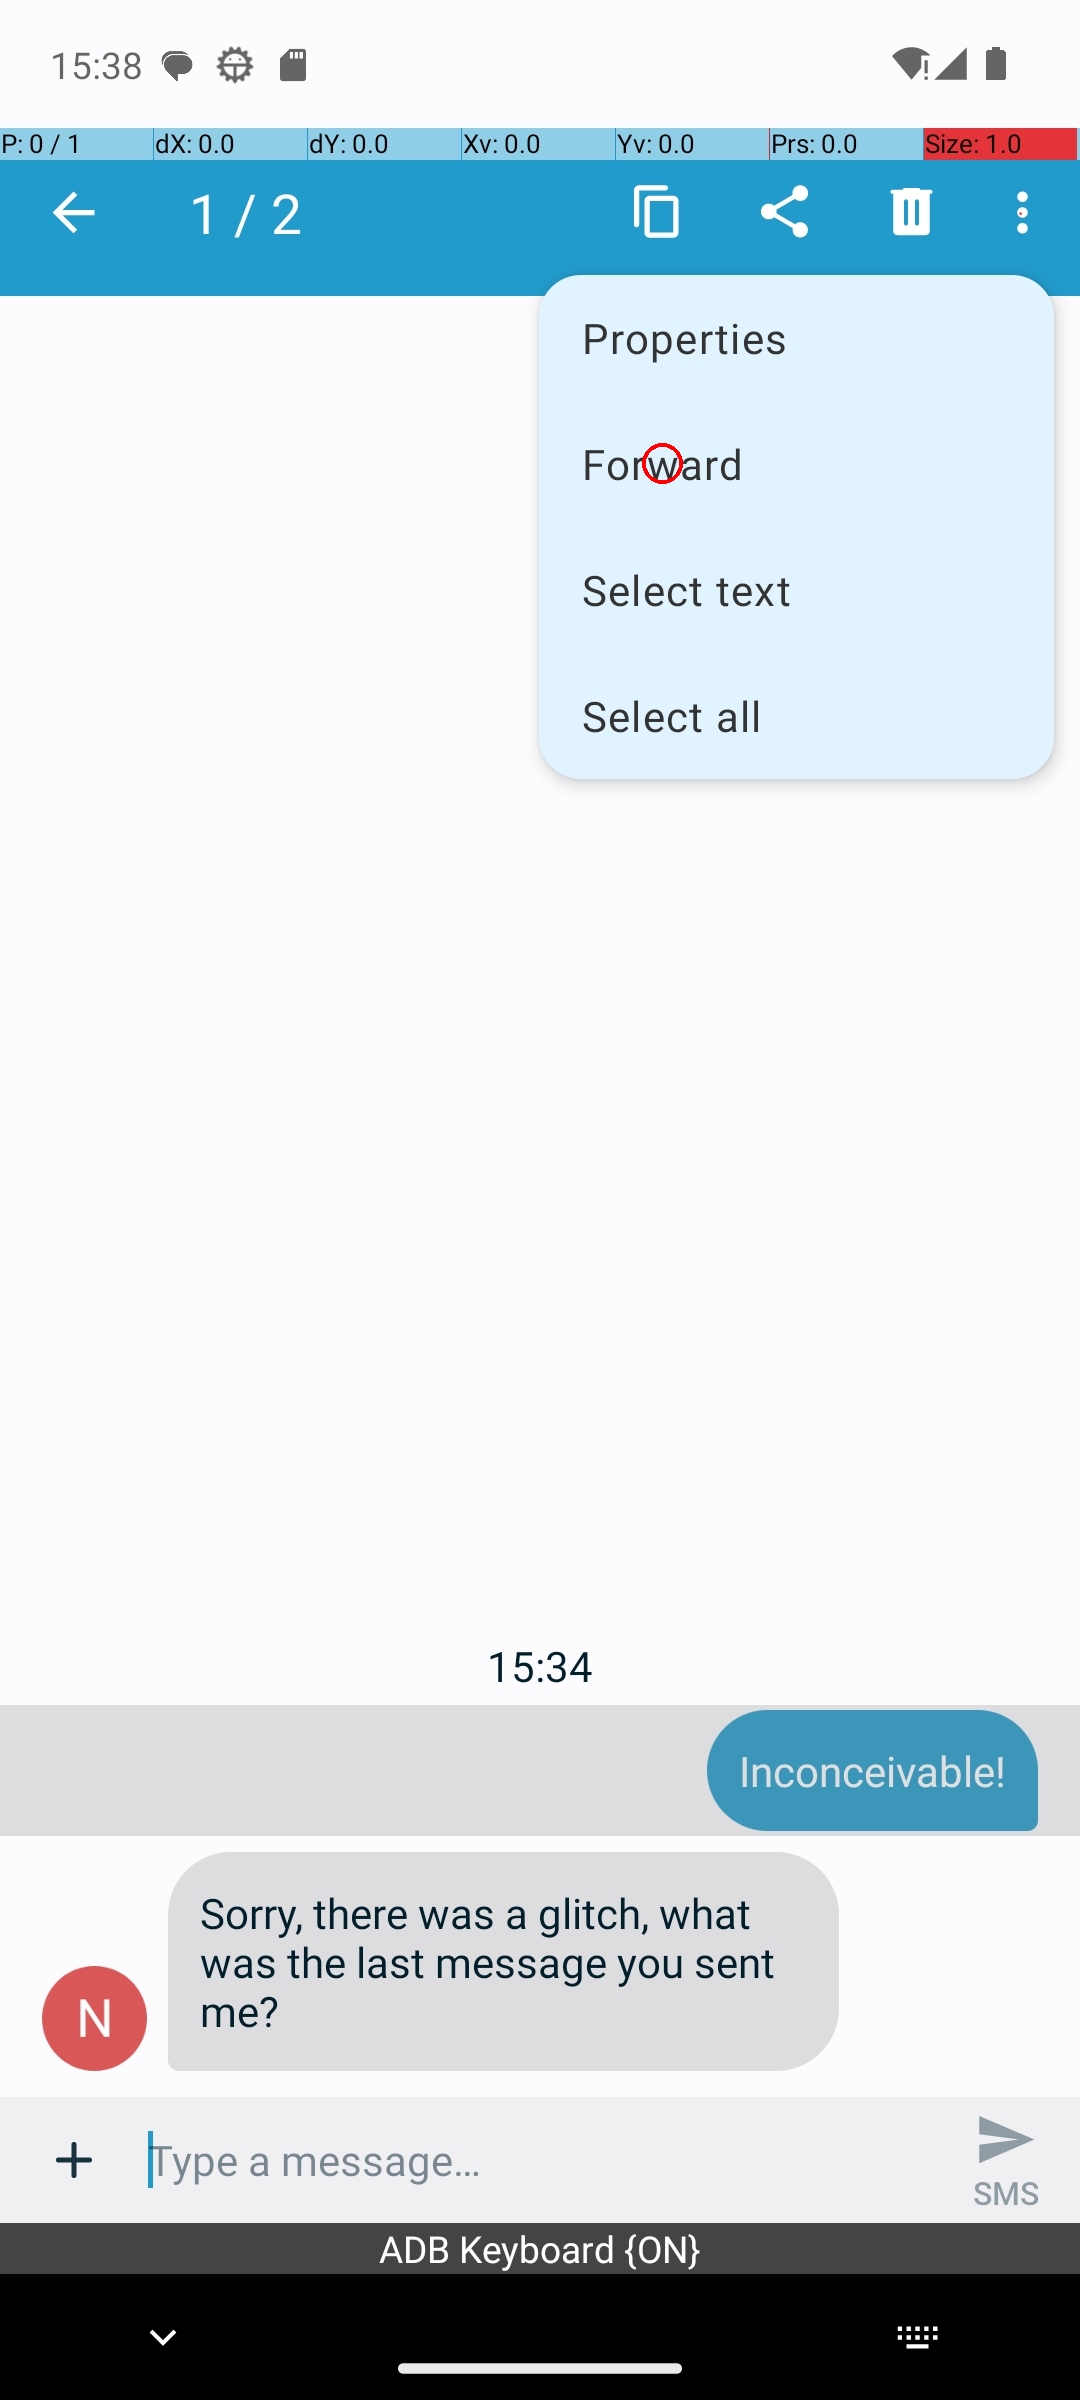 15:38
P: 0 / 1 dX: 0.0 dY: 0.0 Xv: 0.0 Yv: 0.0 Prs: 0.0 Size: 1.0
1 / 2
Properties
Forward
Select text
Select all
15:34
Inconceivable!
Sorry, there was a glitch, what
was the last message you sent
me?
N
Type a message…
SMS
ADB Keyboard {ON}